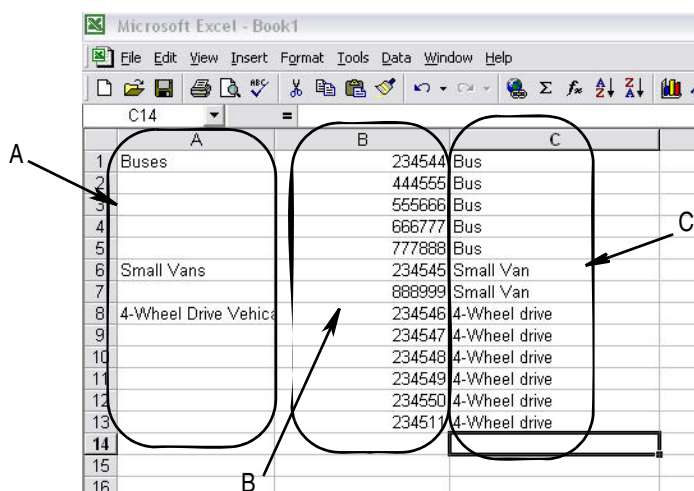 Microsoft Excel - Book1
File Edit View Insert Format Tools Data Window Help
ABC Σ fx A Z Z A
C14 =
A B C
1 Buses 234544 Bus
2 444555 Bus
3 555666 Bus
4 666777 Bus
5 777888 Bus
6 Small Vans 234545 Small Van
7 888999 Small Van
8 4-Wheel Drive Vehica 234546 4-Wheel drive
9 234547 4-Wheel drive
10 234548 4-Wheel drive
11 234549 4-Wheel drive
12 234550 4-Wheel drive
13 234511 4-Wheel drive
14
15
16
A
B
C